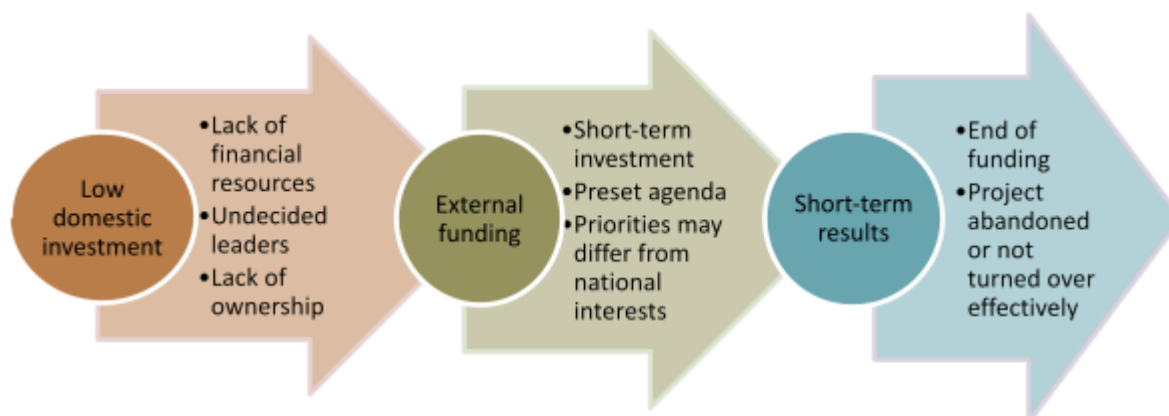 Low
domestic
investment
•Lack of
financial
resources
•Undecided
leaders
•Lack of
ownership
External
funding
•Short-term
investment
•Preset agenda
•Priorities may
differ from
national
interests
Short-term
results
•End of
funding
•Project
abandoned
or not
turned over
effectively